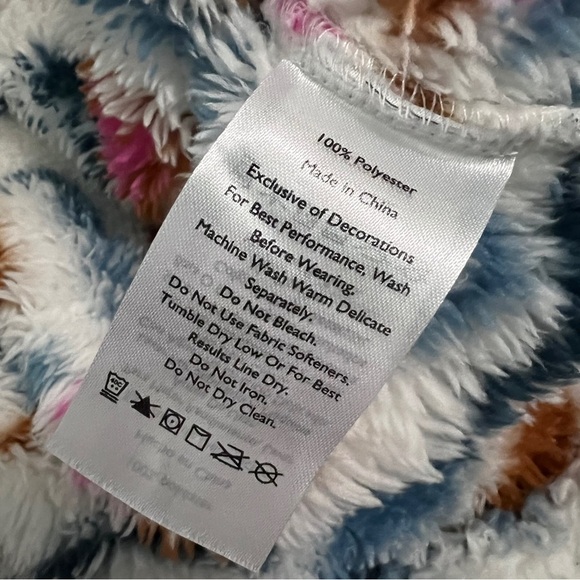 100% Polyester
Made in China
Exclusive of Decorations
For Best Performance, Wash
Before Wearing.
Machine Wash Warm Delicate
Separately.
Do Not Bleach.
Do Not Use Fabric Softeners.
Tumble Dry Low Or For Best
Results Line Dry.
Do Not Iron.
Do Not Dry Clean.
40C